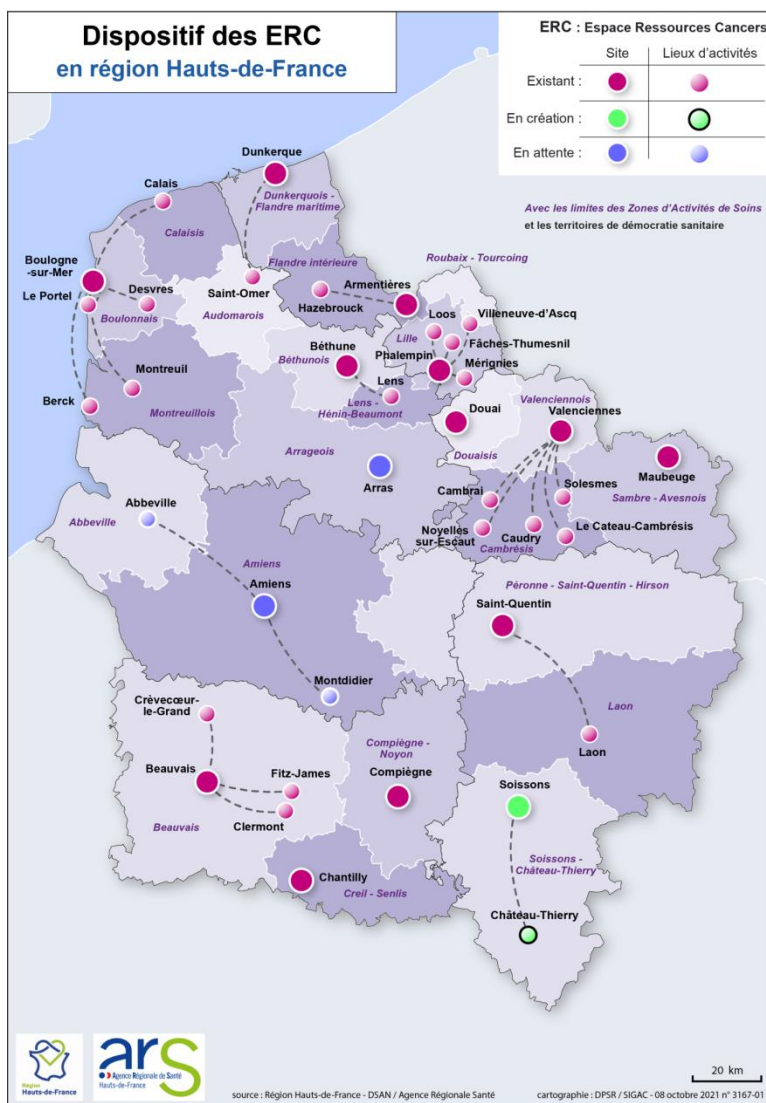 Dispositif des ERC
en région Hauts-de-France
ERC : Espace Ressources Cancers
Site
Lieux d'activités
Existant :
En création :
En attente :
Avec les limites des Zones d'Activités de Soins
et les territoires de démocratie sanitaire
Dunkerque
Calais
Dunkerquois -
Flandre maritime
Calaisis
Boulogne
-sur-Mer
Le Portel
Desvres
Boulonnais
Saint-Omer
Audomarois
Flandre intérieure
Hazebrouck
Armentières
Roubaix - Tourcoing
Loos
Villeneuve-d'Ascq
Lille
Fâches-Thumesnil
Phalempin
Mérignies
Béthune
Béthunois
Lens
Lens -
Hénin-Beaumont
Montreuil
Berck
Montreuillois
Douai
Douaisis
Valenciennois
Valenciennes
Arrageois
Arras
Maubeuge
Sambre - Avesnois
Solesmes
Cambrai
Noyelles
sur-Escaut
Caudry
Le Cateau-Cambrésis
Cambrésis
Abbeville
Abbeville
Amiens
Amiens
Montdidier
Péronne - Saint-Quentin - Hirson
Saint-Quentin
Laon
Laon
Crèvecœur-
le-Grand
Beauvais
Fitz-James
Clermont
Beauvais
Compiègne -
Noyon
Compiègne
Chantilly
Creil - Senlis
Soissons
Soissons -
Château-Thierry
Château-Thierry
Région
Hauts-de-France
ars
Agence Régionale de Santé
Hauts-de-France
20 km
source : Région Hauts-de-France - DSAN / Agence Régionale Santé
cartographie : DPSR / SIGAC - 08 octobre 2021 n° 3167-01